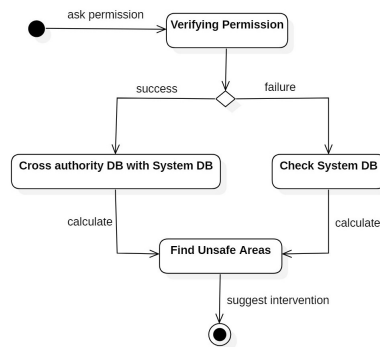 ask permission
Verifying Permission
success
failure
Cross authority DB with System DB
Check System DB
calculate
calculate
Find Unsafe Areas
suggest intervention